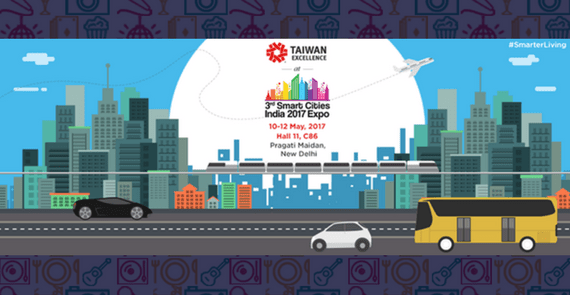 #SmarterLiving
TAIWAN
EXCELLENCE
at
3rd Smart Cities
India 2017 Expo
10-12 May, 2017
Hall 11, C86
Pragati Maidan,
New Delhi